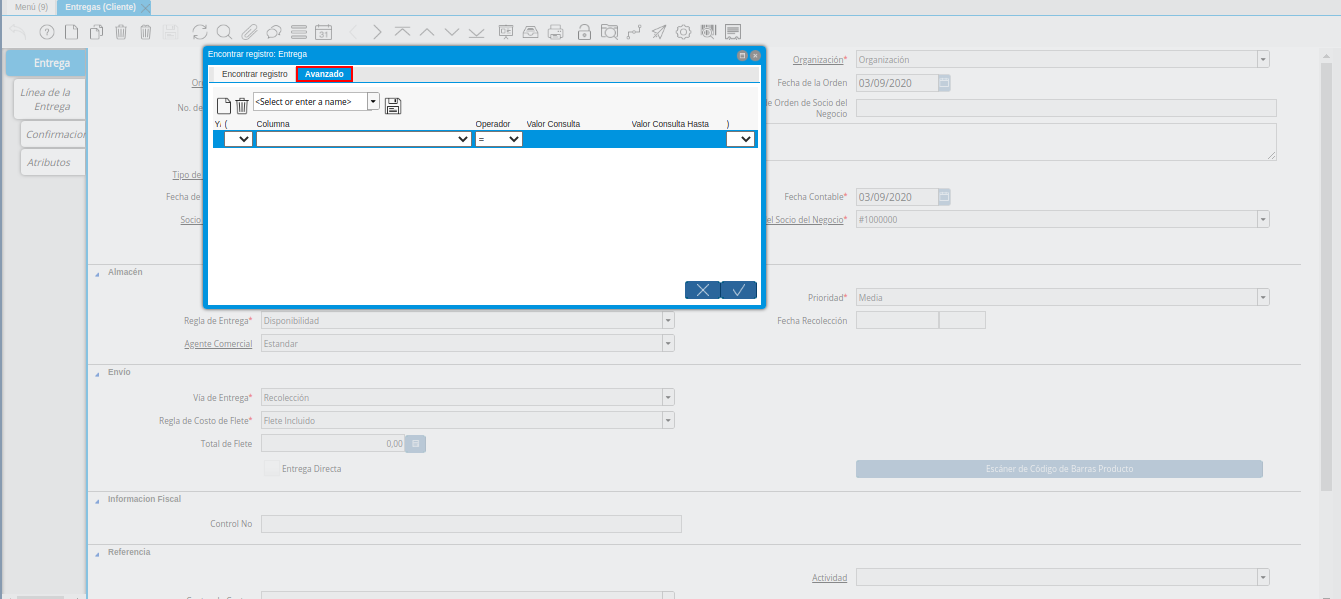 Menú (9) Entregas (Cliente)
31
Entrega
Línea de la
Entrega
Confirmacion
Atributos
Encontrar registro: Entrega
Encontrar registro Avanzado
<Select or enter a name>
( Columna Operador Valor Consulta Valor Consulta Hasta )
=
Organización* Organización
Fecha de la Orden 03/09/2020
No. de
e Orden de Socio del
Negocio
Tipo de
Fecha de
Fecha Contable* 03/09/2020
Socio
el Socio del Negocio* #1000000
Almacén
Prioridad* Media
Regla de Entrega* Disponibilidad
Fecha Recolección
Agente Comercial Estandar
Envío
Vía de Entrega* Recolección
Regla de Costo de Flete* Flete Incluido
Total de Flete 0,00
Entrega Directa
Escáner de Código de Barras Producto
Informacion Fiscal
Control No
Referencia
Actividad